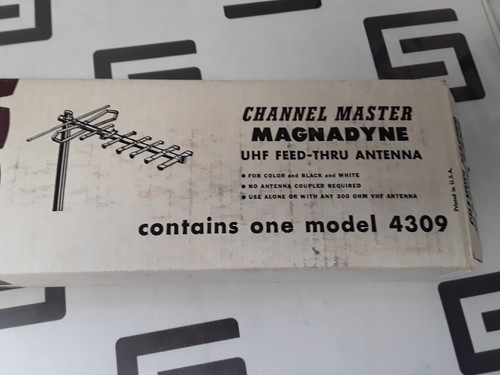 CHANNEL MASTER
MAGNADYNE
UHF FEED-THRU ANTENNA
• FOR COLOR and BLACK and WHITE
• NO ANTENNA COUPLER REQUIRED
• USE ALONE OR WITH ANY 300 OHM VHF ANTENNA
contains one model 4309
Printed in U.S.A.